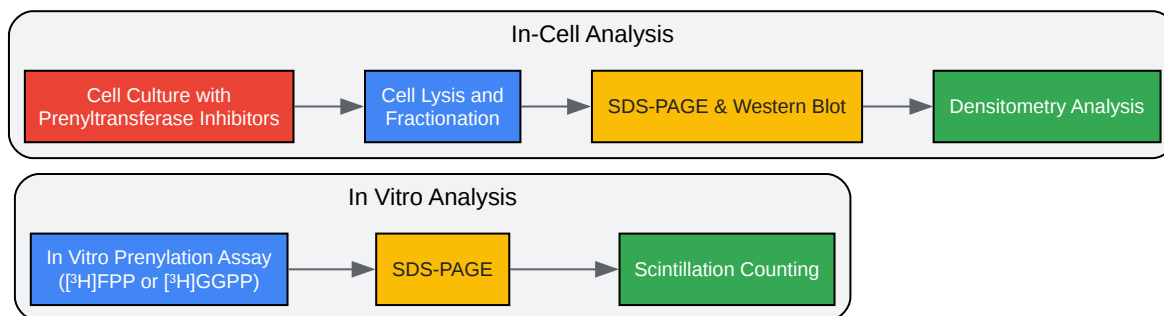 In-Cell Analysis
Cell Culture with
Prenyltransferase Inhibitors
Cell Lysis and
Fractionation
SDS-PAGE & Western Blot
Densitometry Analysis
In Vitro Analysis
In Vitro Prenylation Assay
([³H]FPP or [³H]GGPP)
SDS-PAGE
Scintillation Counting